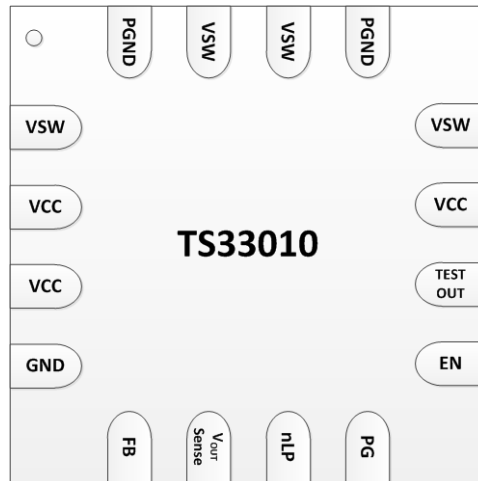 PGND
VSW
VSW
PGND
VSW
VSW
VCC
VCC
TS33010
VCC
TEST
OUT
GND
EN
FB
VOUT
Sense
nLP
PG